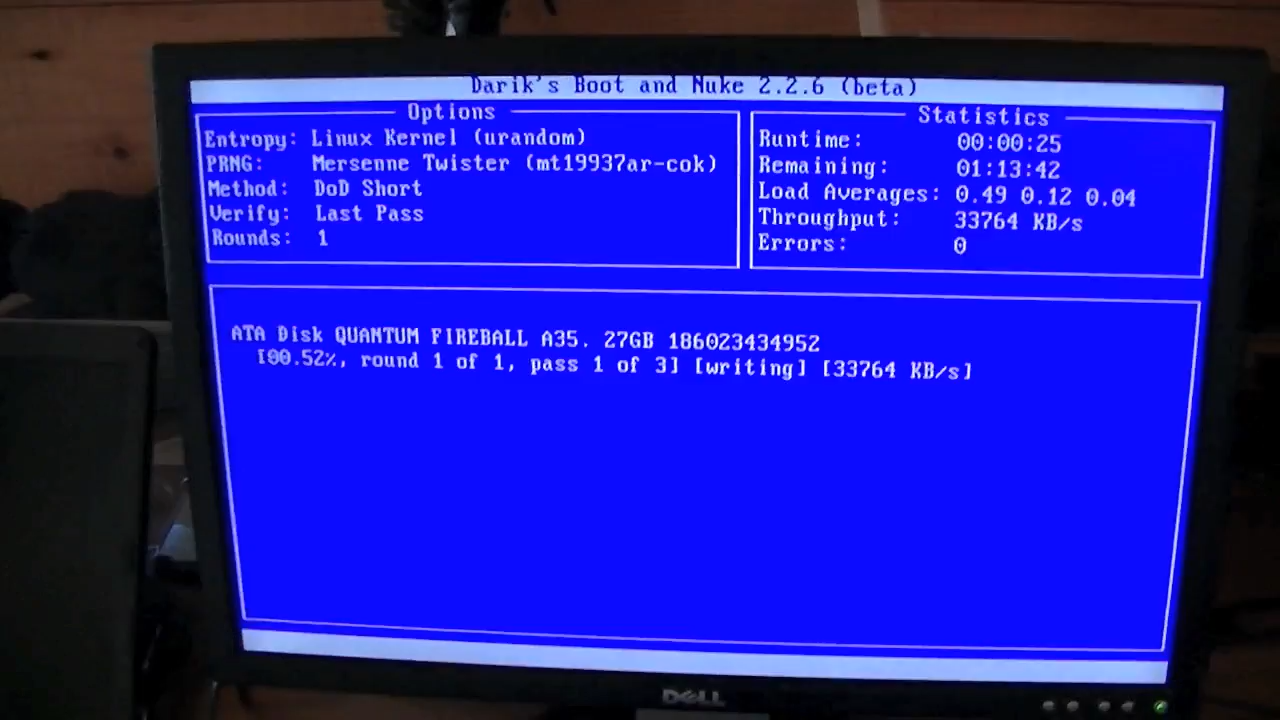 Darik's Boot and Nuke 2.2.6 (beta)
Options
Entropy: Linux Kernel (urandom)
PRNG: Mersenne Twister (mt19937ar-cok)
Method: DoD Short
Verify: Last Pass
Rounds: 1
Statistics
Runtime: 00:00:25
Remaining: 01:13:42
Load Averages: 0.49 0.12 0.04
Throughput: 33764 KB/s
Errors: 0
ATA Disk QUANTUM FIREBALL A35. 27GB 186023434952
[00.52%, round 1 of 1, pass 1 of 3] [writing] [33764 KB/s]
DELL